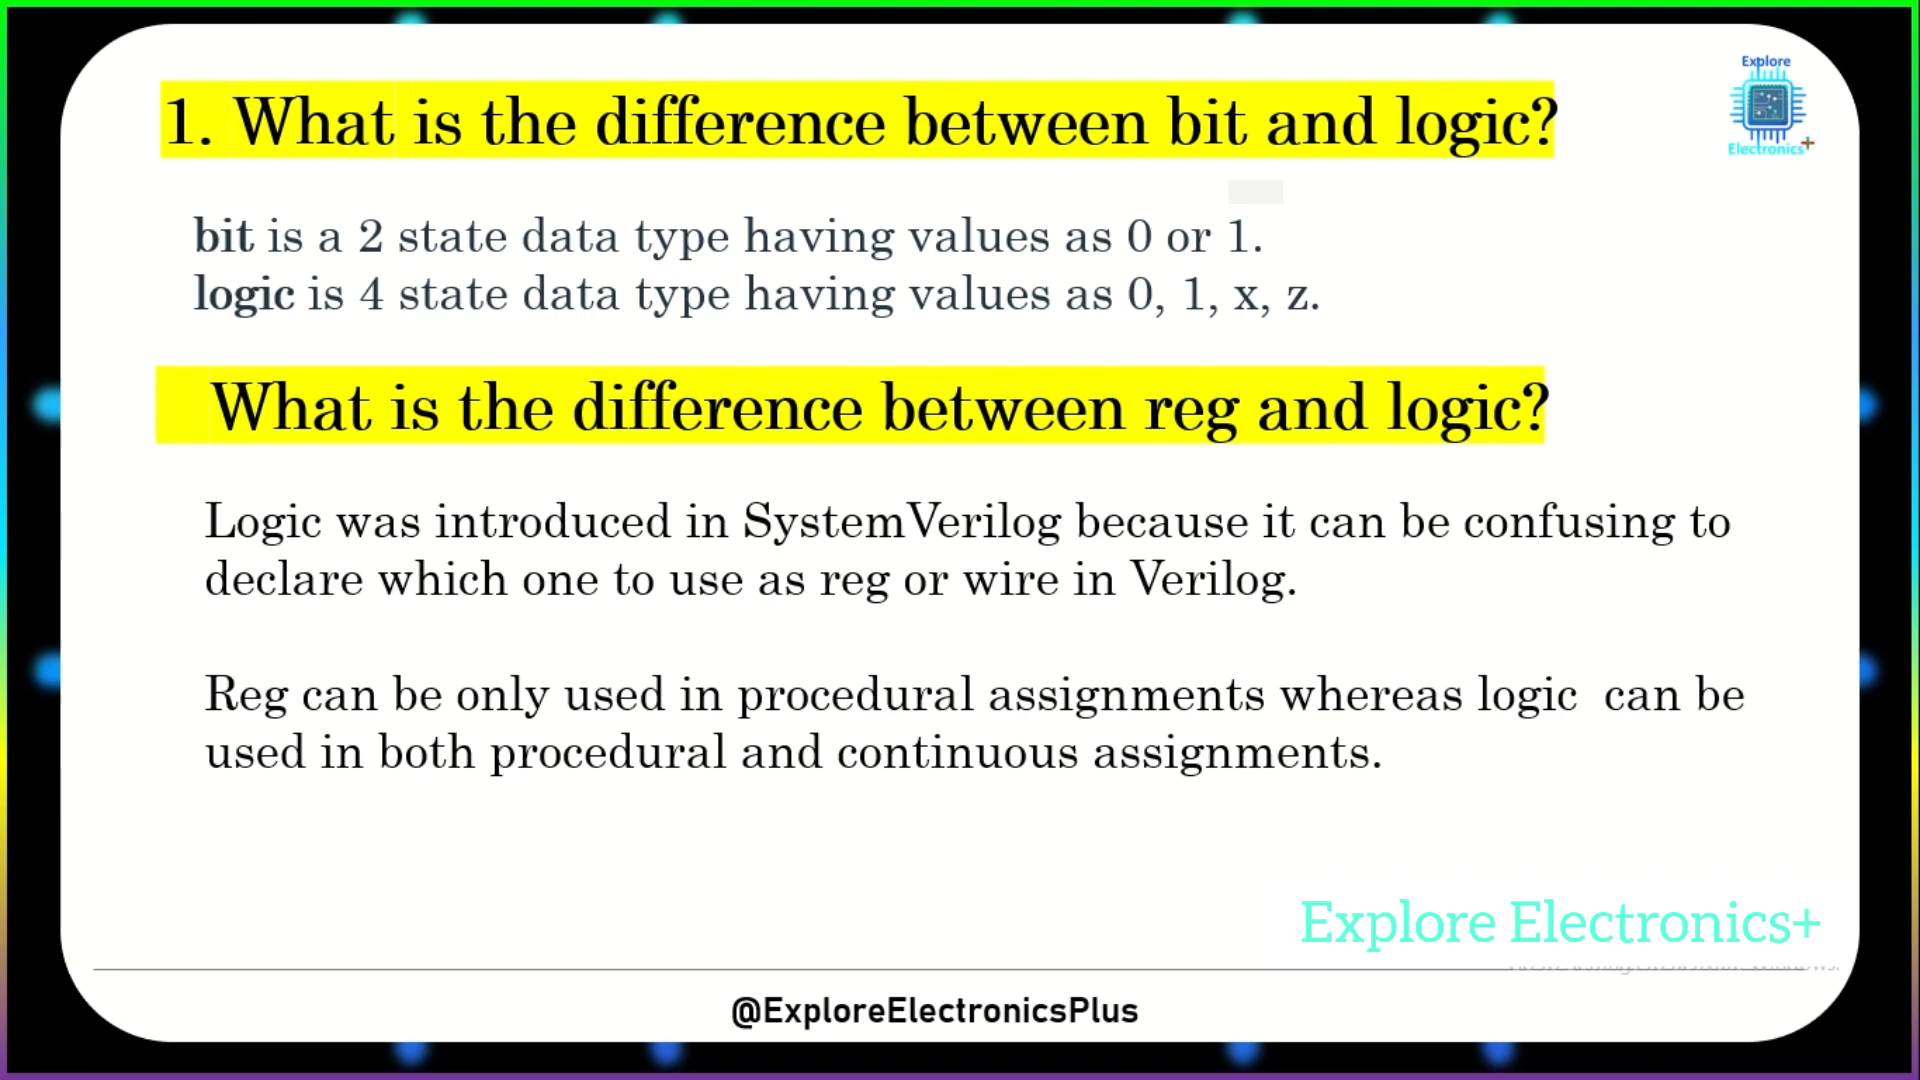 Explore
Electronics+
1. What is the difference between bit and logic?
bit is a 2 state data type having values as 0 or 1.
logic is 4 state data type having values as 0, 1, x, z.
What is the difference between reg and logic?
Logic was introduced in SystemVerilog because it can be confusing to
declare which one to use as reg or wire in Verilog.
Reg can be only used in procedural assignments whereas logic  can be
used in both procedural and continuous assignments.
Explore Electronics+
@ExploreElectronicsPlus